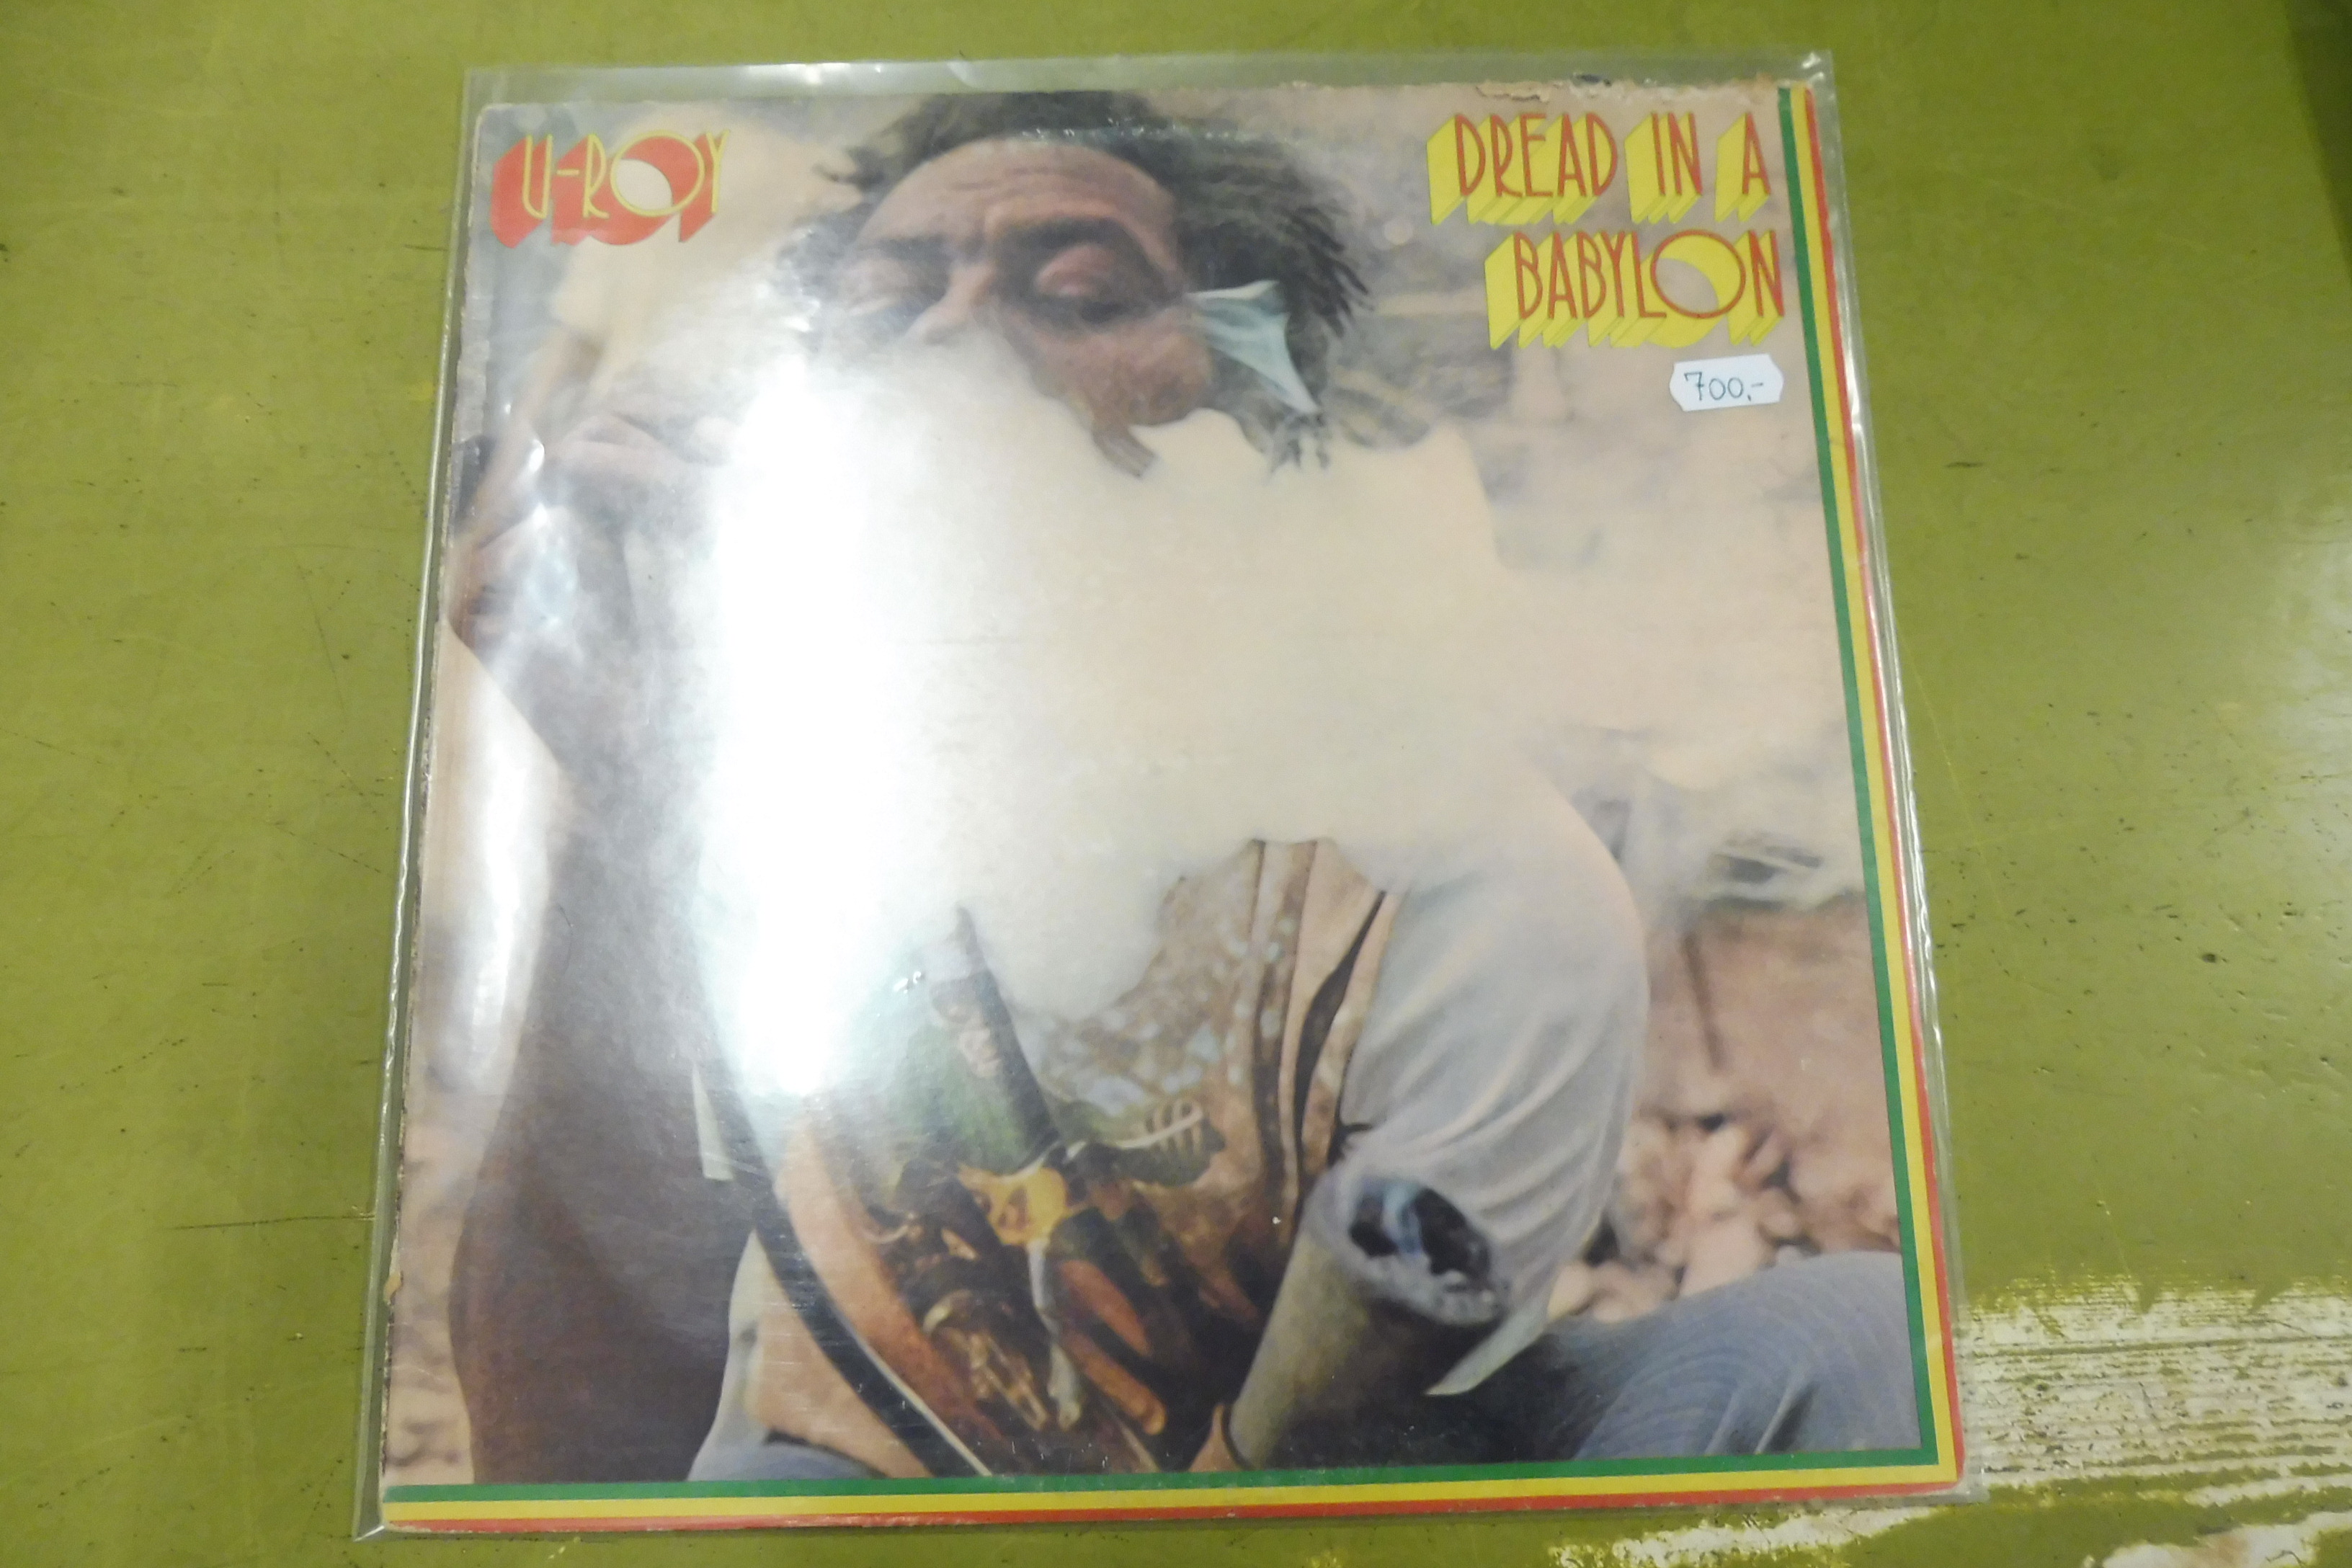 U-ROY
DREAD IN A
BABYLON
700,-